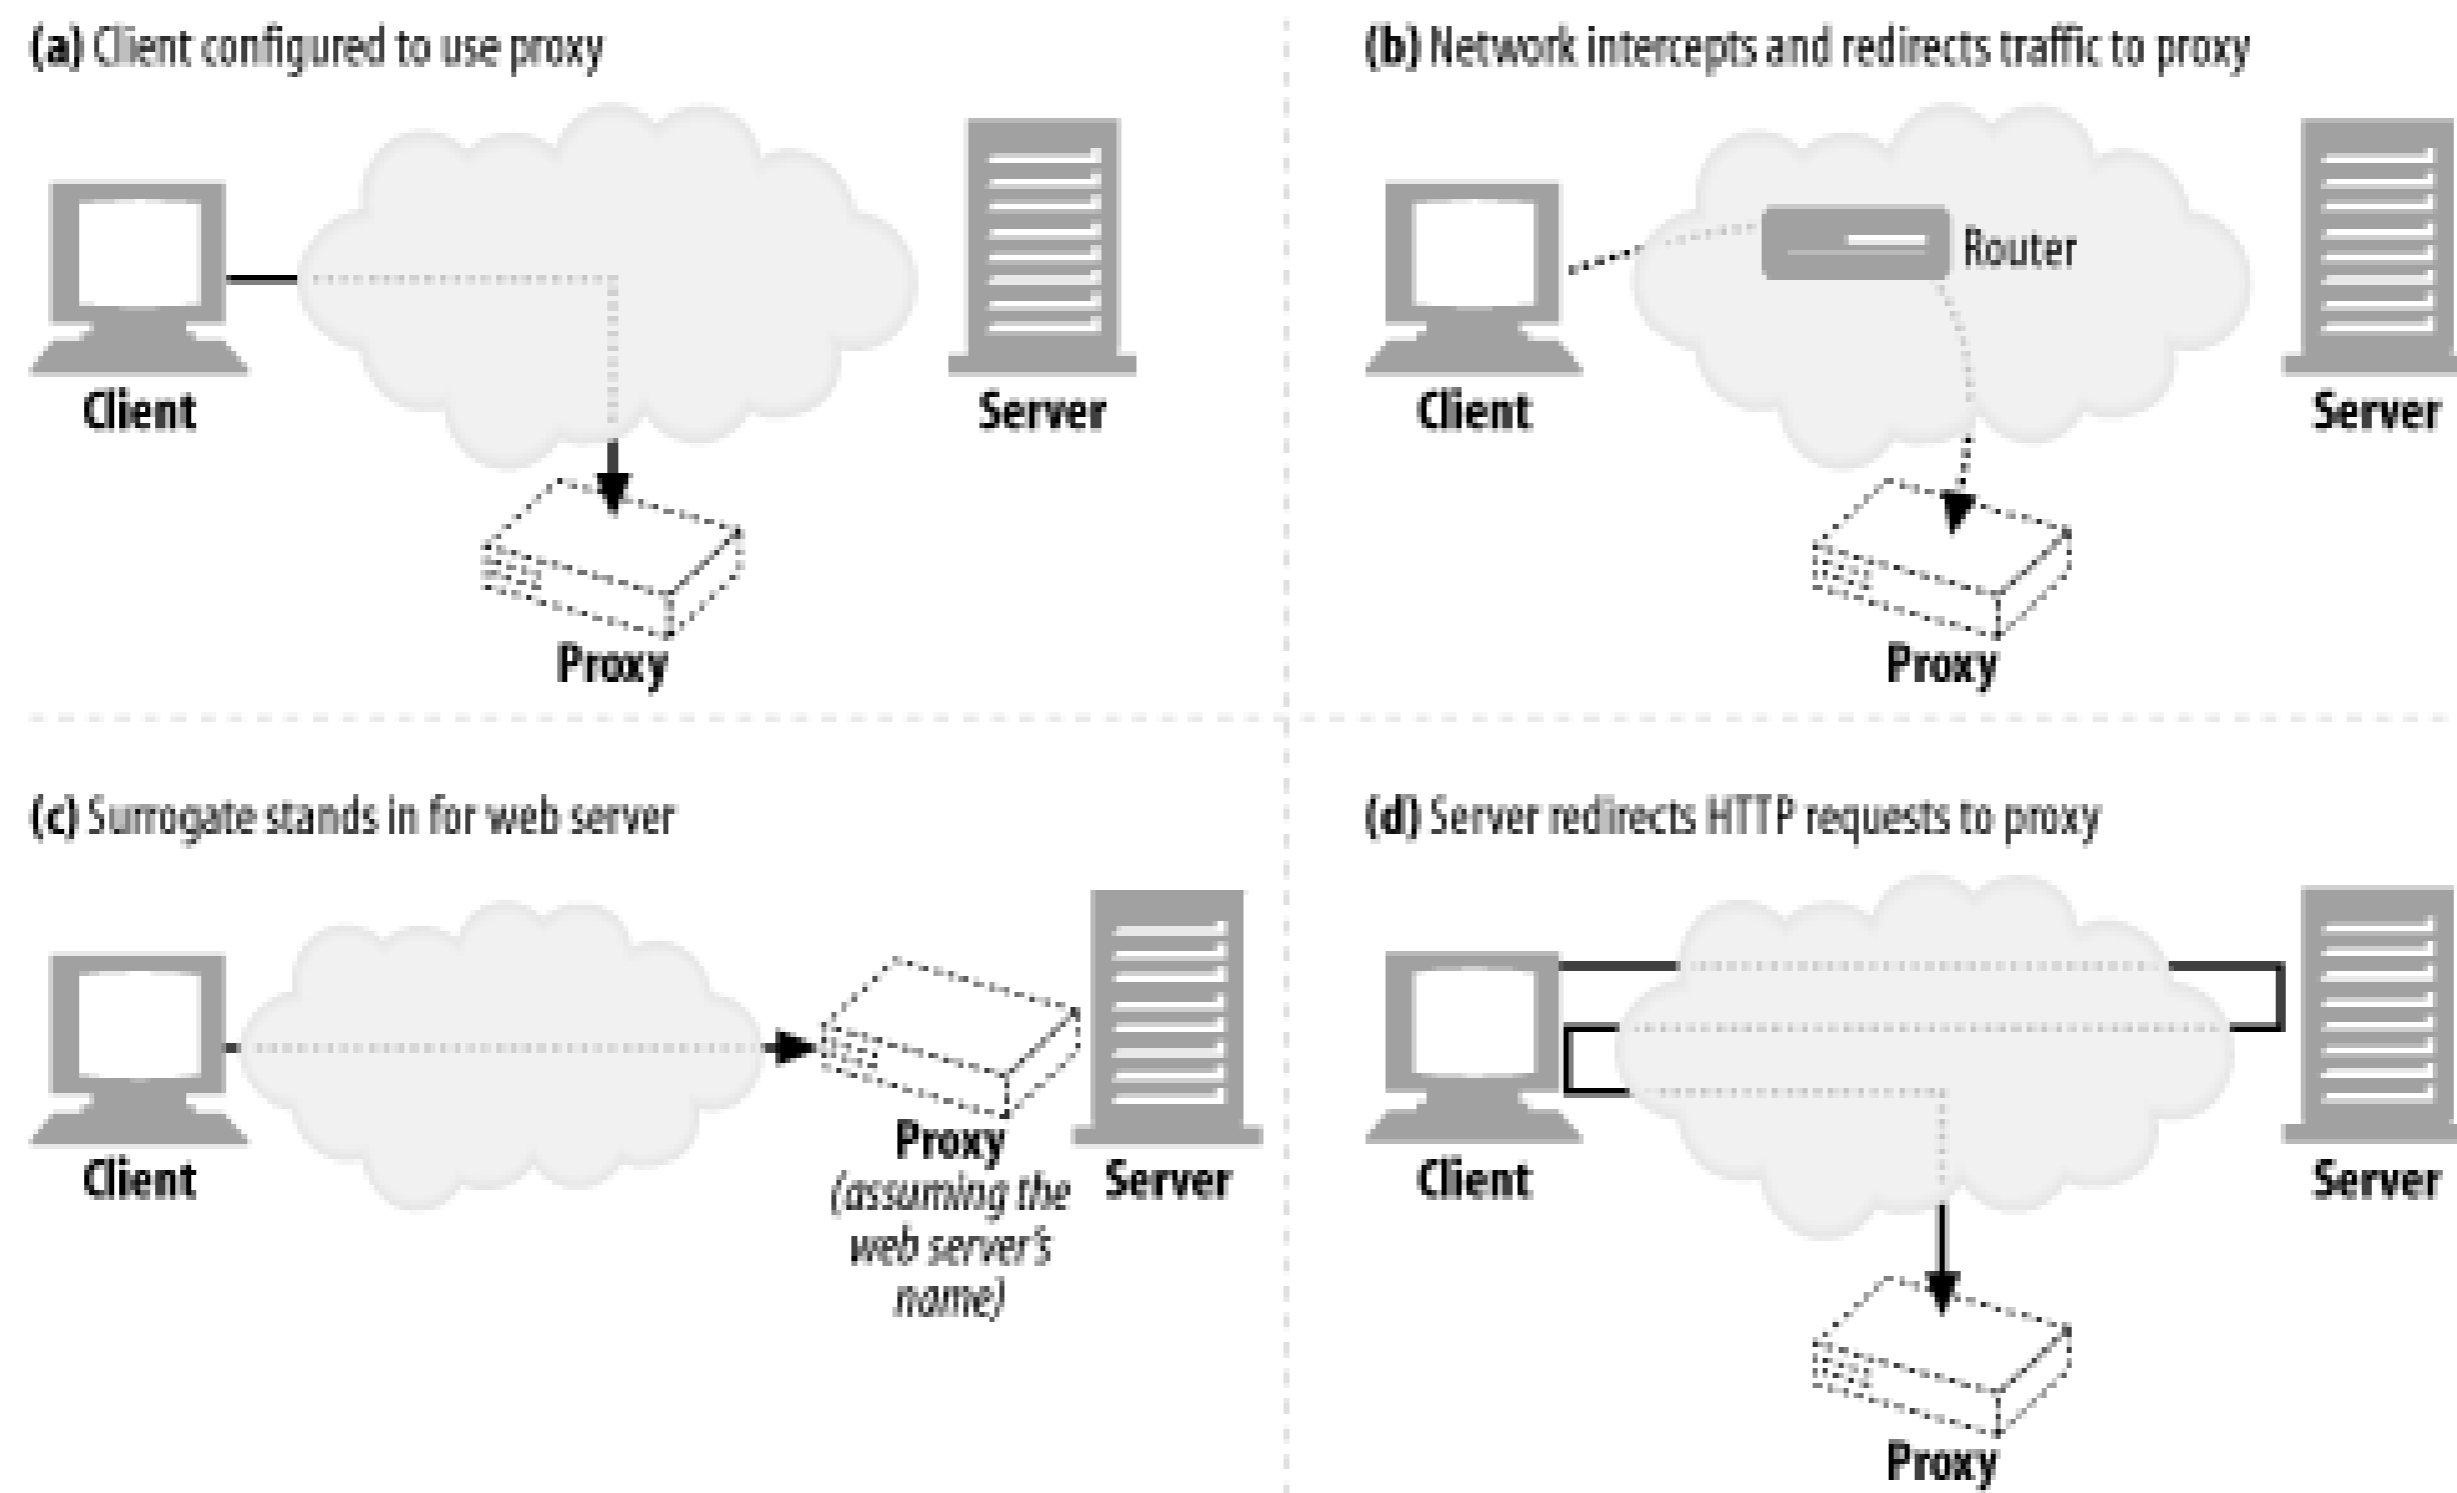 (a) Client configured to use proxy
Client
Server
Proxy
(b) Network intercepts and redirects traffic to proxy
Router
Client
Server
Proxy
(c) Surrogate stands in for web server
Client
Proxy
(assuming the
web server's
name)
Server
(d) Server redirects HTTP requests to proxy
Client
Server
Proxy